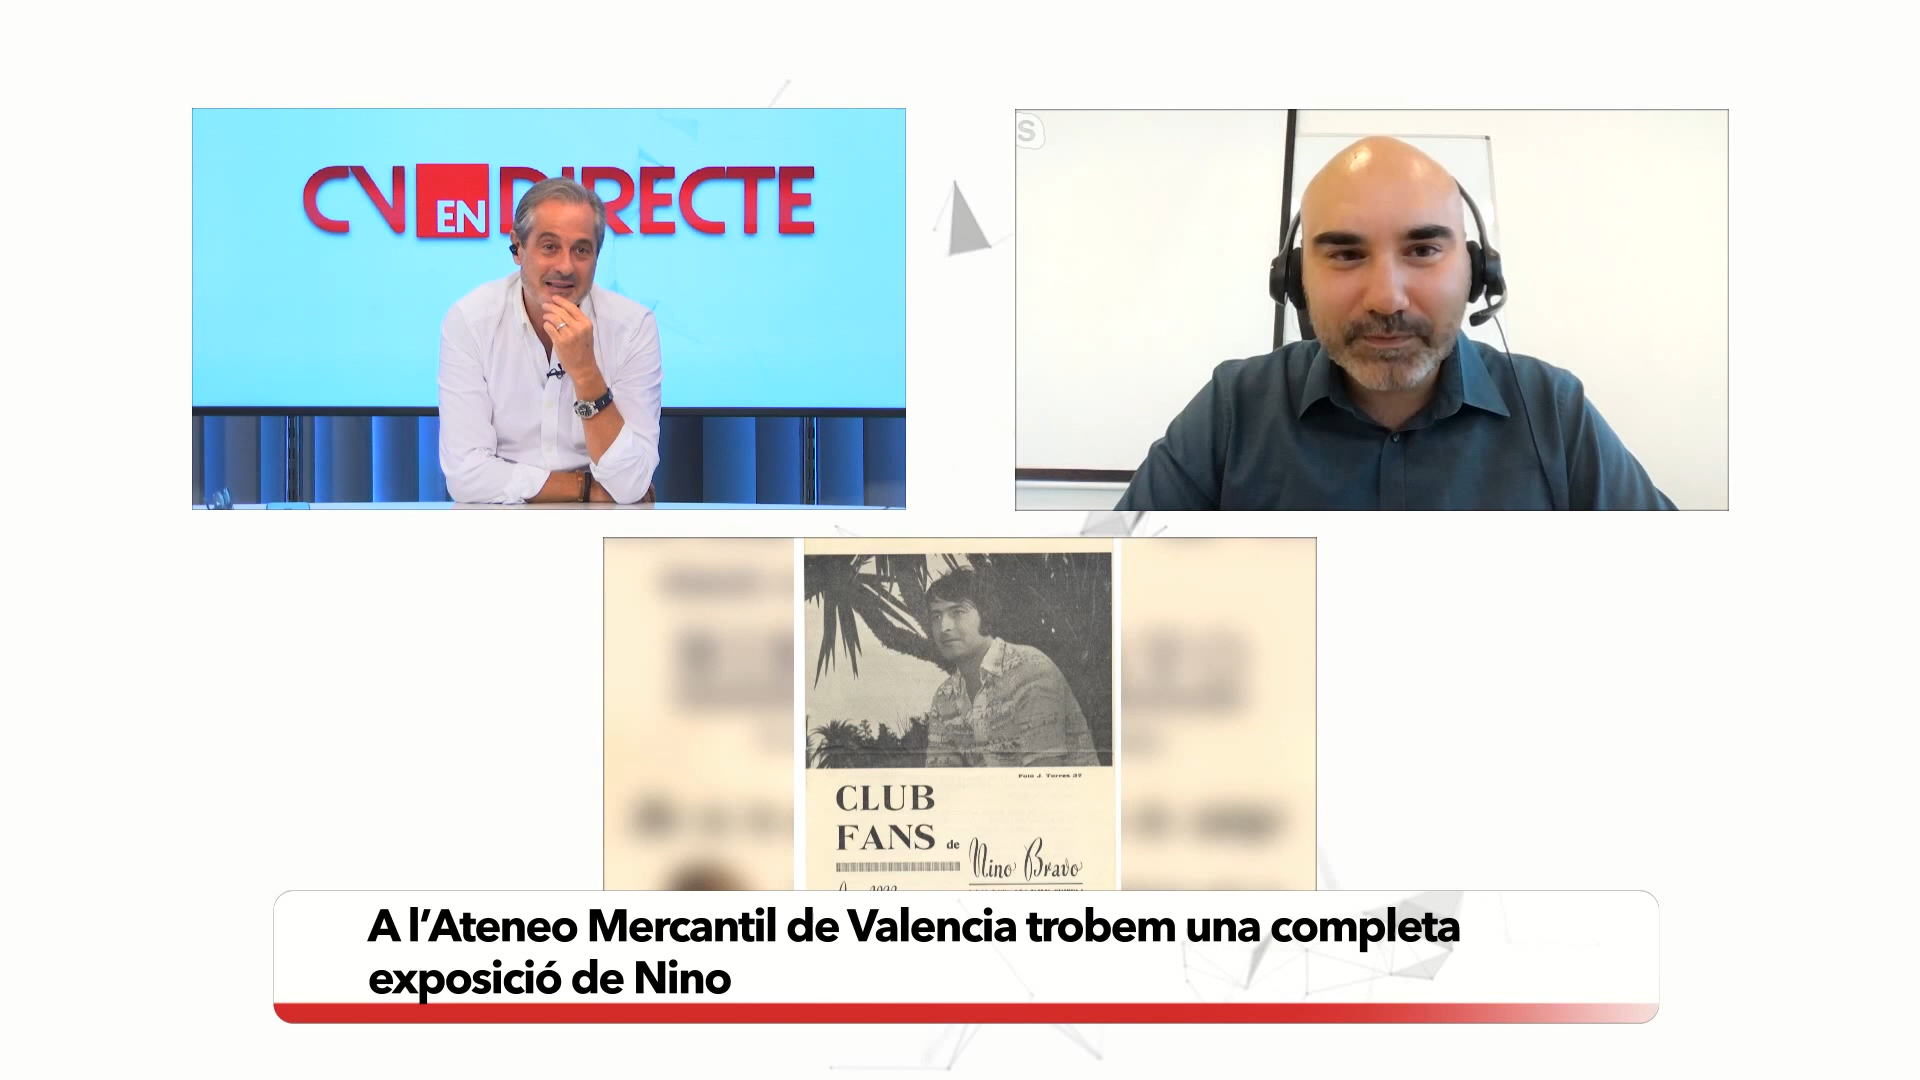 CV EN DIRECTE
S
Foto J. Torres 37
CLUB
FANS de
Nino Bravo
A l'Ateneo Mercantil de Valencia trobem una completa
exposició de Nino